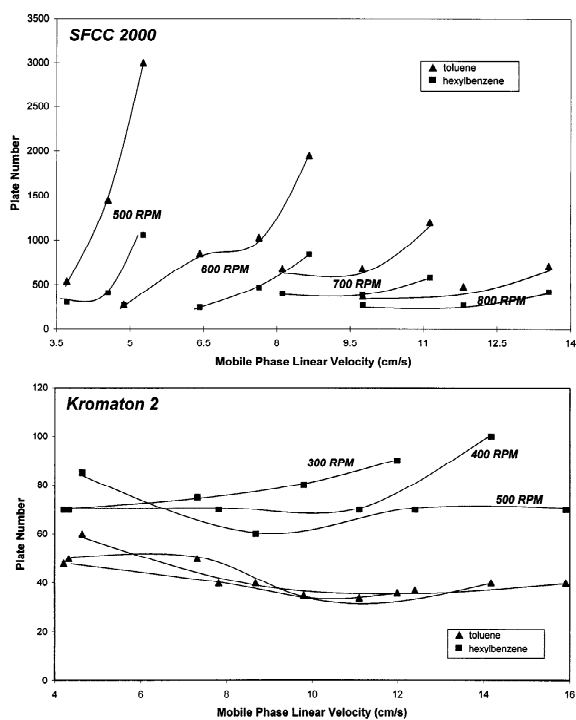 SFCC 2000
3500
3000
2500
2000
1500
1000
500
0
Plate Number
toluene
hexylbenzene
500 RPM
600 RPM
700 RPM
800 RPM
3.5 5 6.5 8 9.5 11 12.5 14
Mobile Phase Linear Velocity (cm/s)
Kromaton 2
120
100
80
60
40
20
0
Plate Number
300 RPM
400 RPM
500 RPM
toluene
hexylbenzene
4 6 8 10 12 14 16
Mobile Phase Linear Velocity (cm/s)